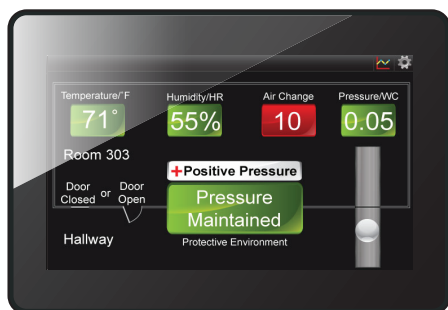 Temperature/°F
Humidity/HR
Air Change
Pressure/WC
71°
55%
10
0.05
Room 303
+Positive Pressure
Door Closed or Door Open
Pressure
Maintained
Hallway
Protective Environment